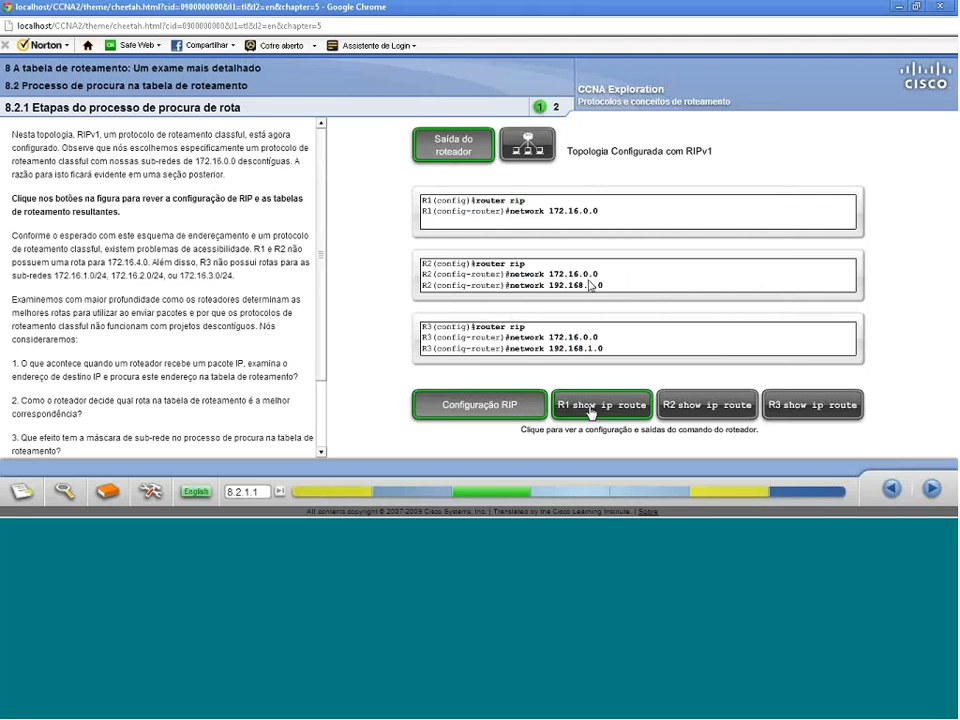 localhost/CCNA2/theme/cheetah.html?cid=0900000000&l1=tl&l2=en&chapter=5 - Google Chrome
localhost/CCNA2/theme/cheetah.html?cid=0900000000&l1=tl&l2=en&chapter=5
Norton
Safe Web
Compartilhar
Cofre aberto
Assistente de Login
8 A tabela de roteamento: Um exame mais detalhado
8.2 Processo de procura na tabela de roteamento
8.2.1 Etapas do processo de procura de rota
1 2
CCNA Exploration
Protocolos e conceitos de roteamento
CISCO
Nesta topologia, RIPv1, um protocolo de roteamento classful, está agora
configurado. Observe que nós escolhemos especificamente um protocolo de
roteamento classful com nossas sub-redes de 172.16.0.0 descontíguas. A
razão para isto ficará evidente em uma seção posterior.
Clique nos botões na figura para rever a configuração de RIP e as tabelas
de roteamento resultantes.
Conforme o esperado com este esquema de endereçamento e um protocolo
de roteamento classful, existem problemas de acessibilidade. R1 e R2 não
possuem uma rota para 172.16.4.0. Além disso, R3 não possui rotas para as
sub-redes 172.16.1.0/24, 172.16.2.0/24, ou 172.16.3.0/24.
Examinemos com maior profundidade como os roteadores determinam as
melhores rotas para utilizar ao enviar pacotes e por que os protocolos de
roteamento classful não funcionam com projetos descontíguos. Nós
consideraremos:
1. O que acontece quando um roteador recebe um pacote IP, examina o
endereço de destino IP e procura este endereço na tabela de roteamento?
2. Como o roteador decide qual rota na tabela de roteamento é a melhor
correspondência?
3. Que efeito tem a máscara de sub-rede no processo de procura na tabela de
roteamento?
Saída do
roteador
Topologia Configurada com RIPv1
R1(config)#router rip
R1(config-router)#network 172.16.0.0
R2(config)#router rip
R2(config-router)#network 172.16.0.0
R2(config-router)#network 192.168.1.0
R3(config)#router rip
R3(config-router)#network 172.16.0.0
R3(config-router)#network 192.168.1.0
Configuração RIP
R1 show ip route
R2 show ip route
R3 show ip route
Clique para ver a configuração e saídas do comando do roteador.
English
8.2.1.1
All contents copyright © 2007-2009 Cisco Systems, Inc. | Translated by the Cisco Learning Institute. | Sobre